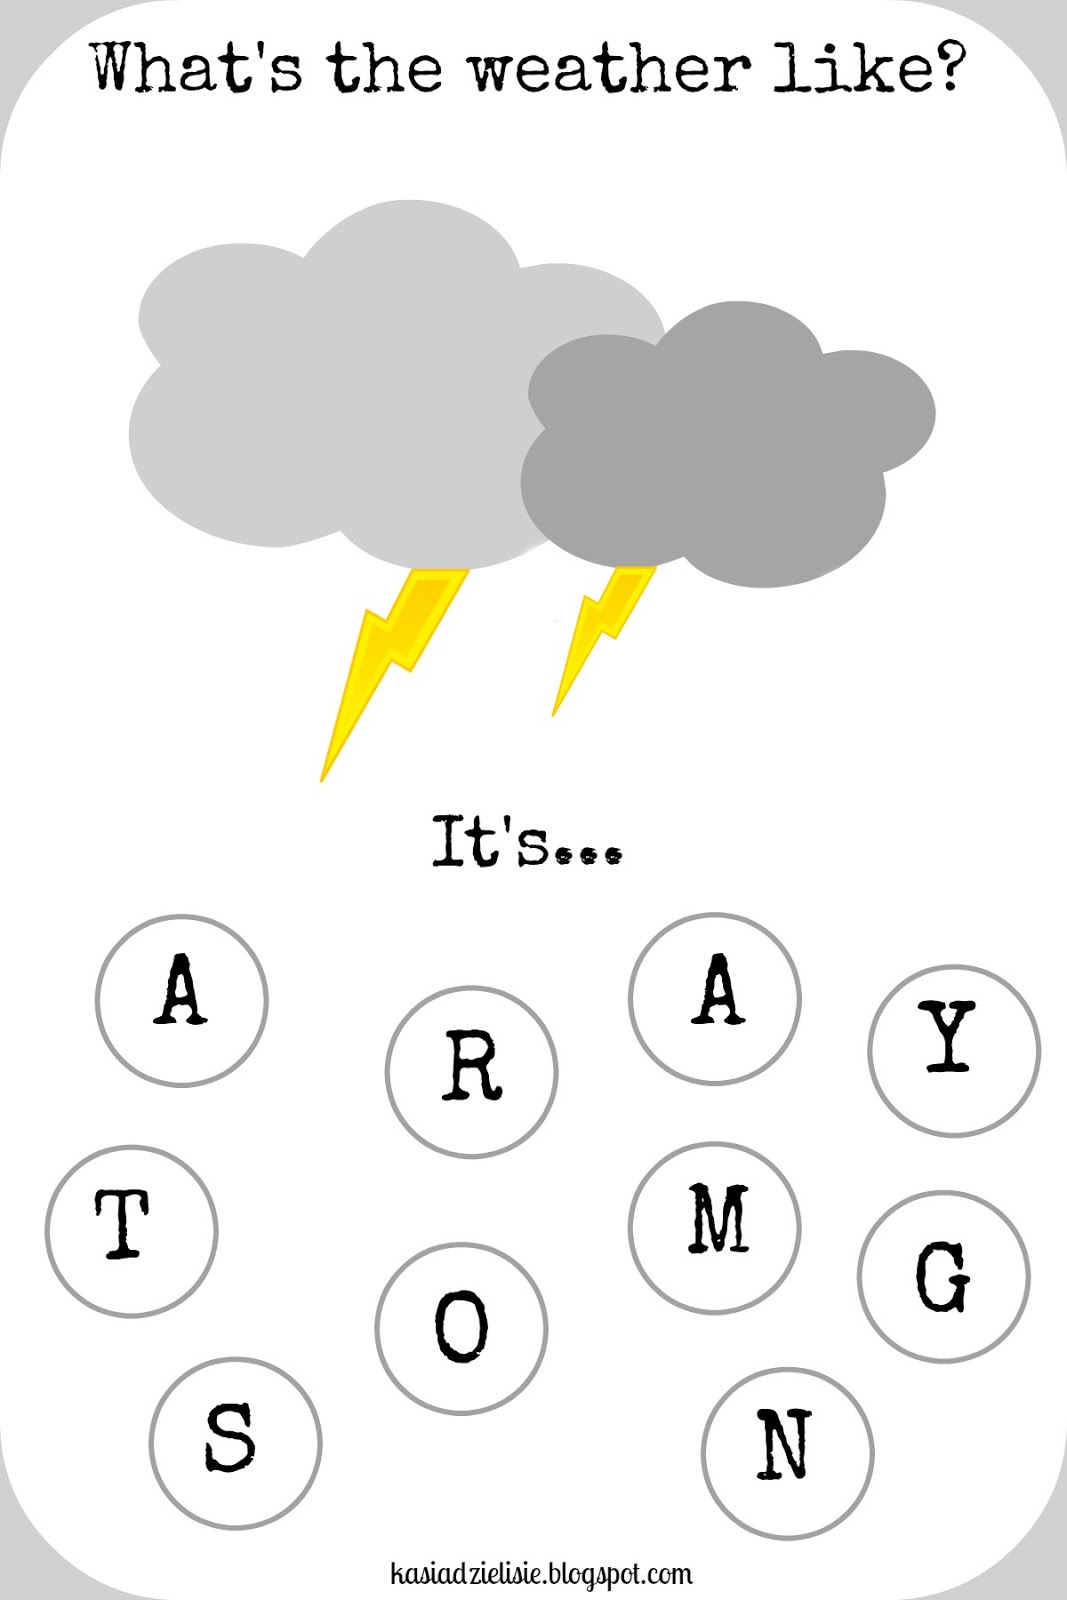 What's the weather like?
It's...
A
R
A
Y
T
O
M
G
S
N
kasiadzielisie.blogspot.com